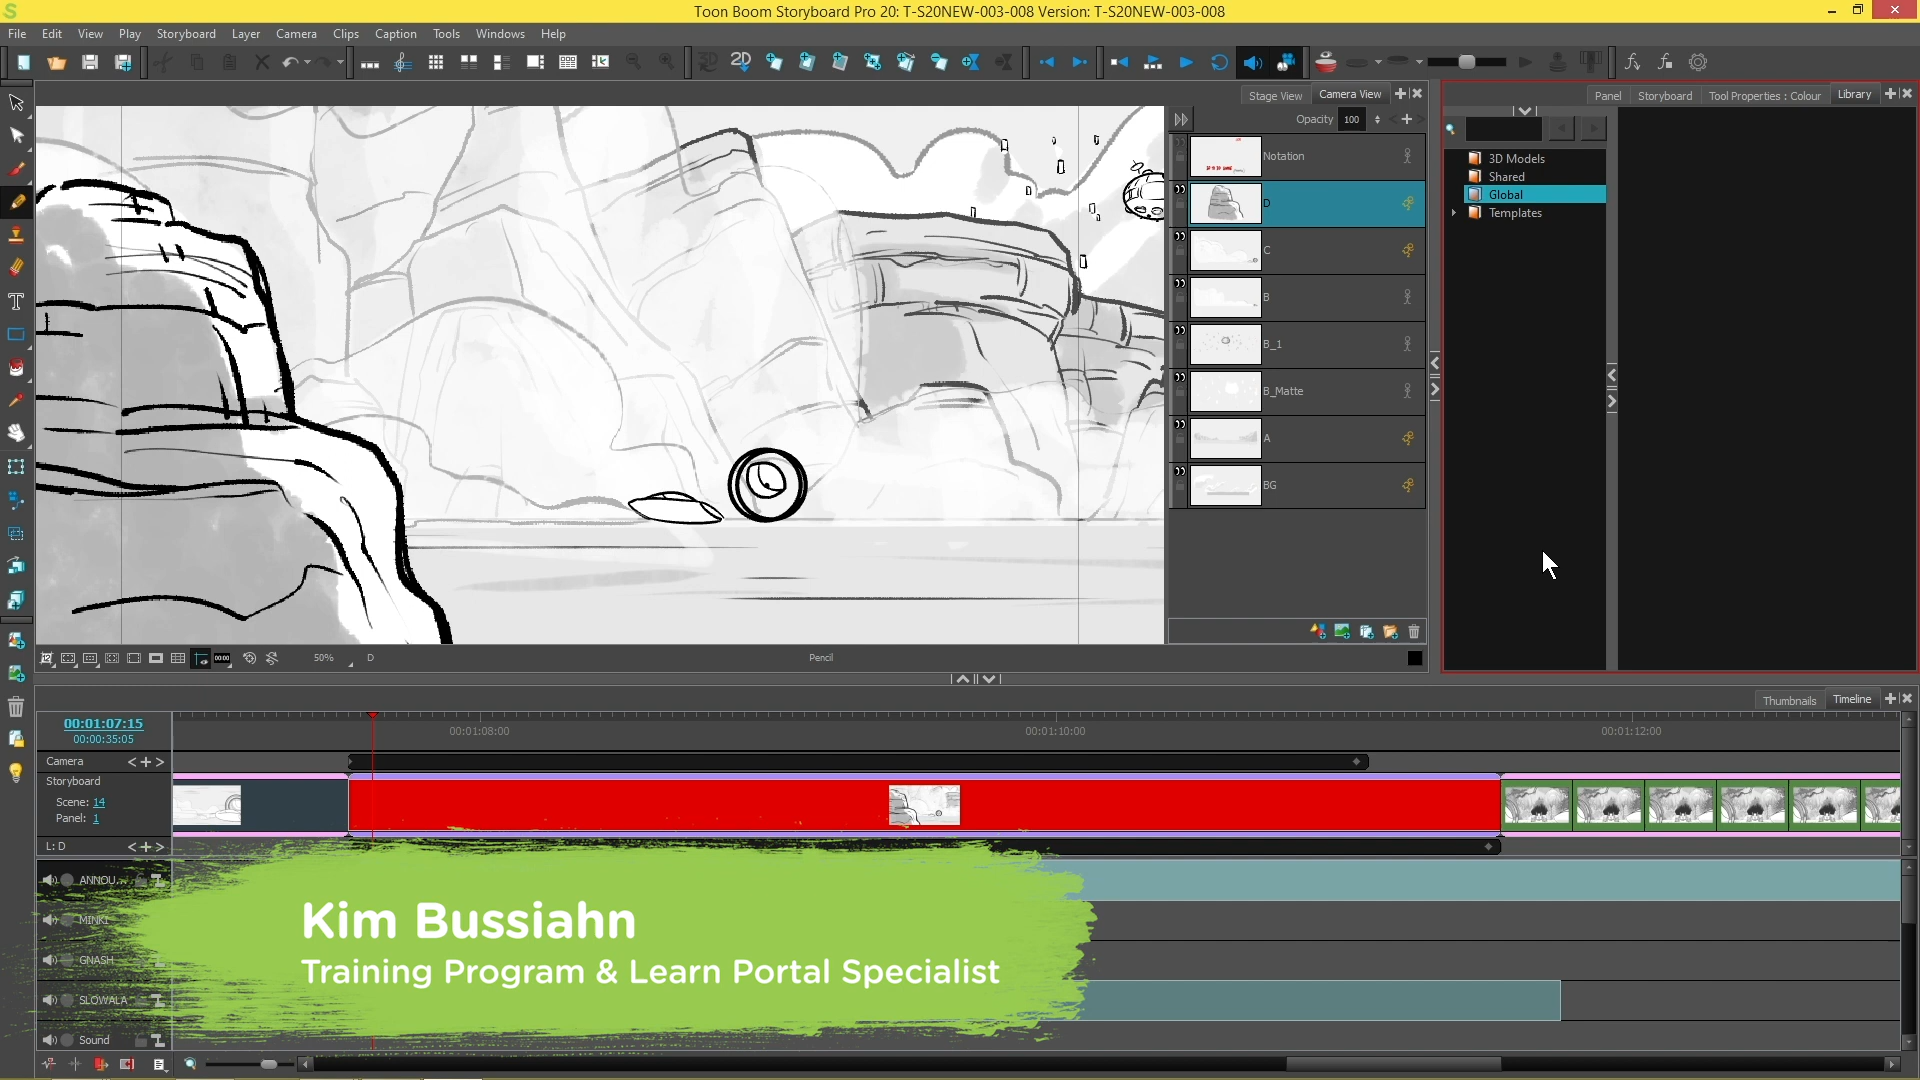 Toon Boom Storyboard Pro 20: T-S20NEW-003-008 Version: T-S20NEW-003-008
File Edit View Play Storyboard Layer Camera Clips Caption Tools Windows Help
3D 2D
Stage View Camera View
Panel Storyboard Tool Properties : Colour Library
Opacity 100
Notation
D
C
B
B_1
B_Matte
A
BG
3D Models
Shared
Global
Templates
50% D Pencil
Thumbnails Timeline
00:01:07:15
00:00:35:05
00:01:08:00 00:01:10:00 00:01:12:00
Camera
Storyboard
Scene: 14
Panel: 1
L: D
ANNOU...
MINKI
GNASH
SLOWALA
Sound
Kim Bussiahn
Training Program & Learn Portal Specialist